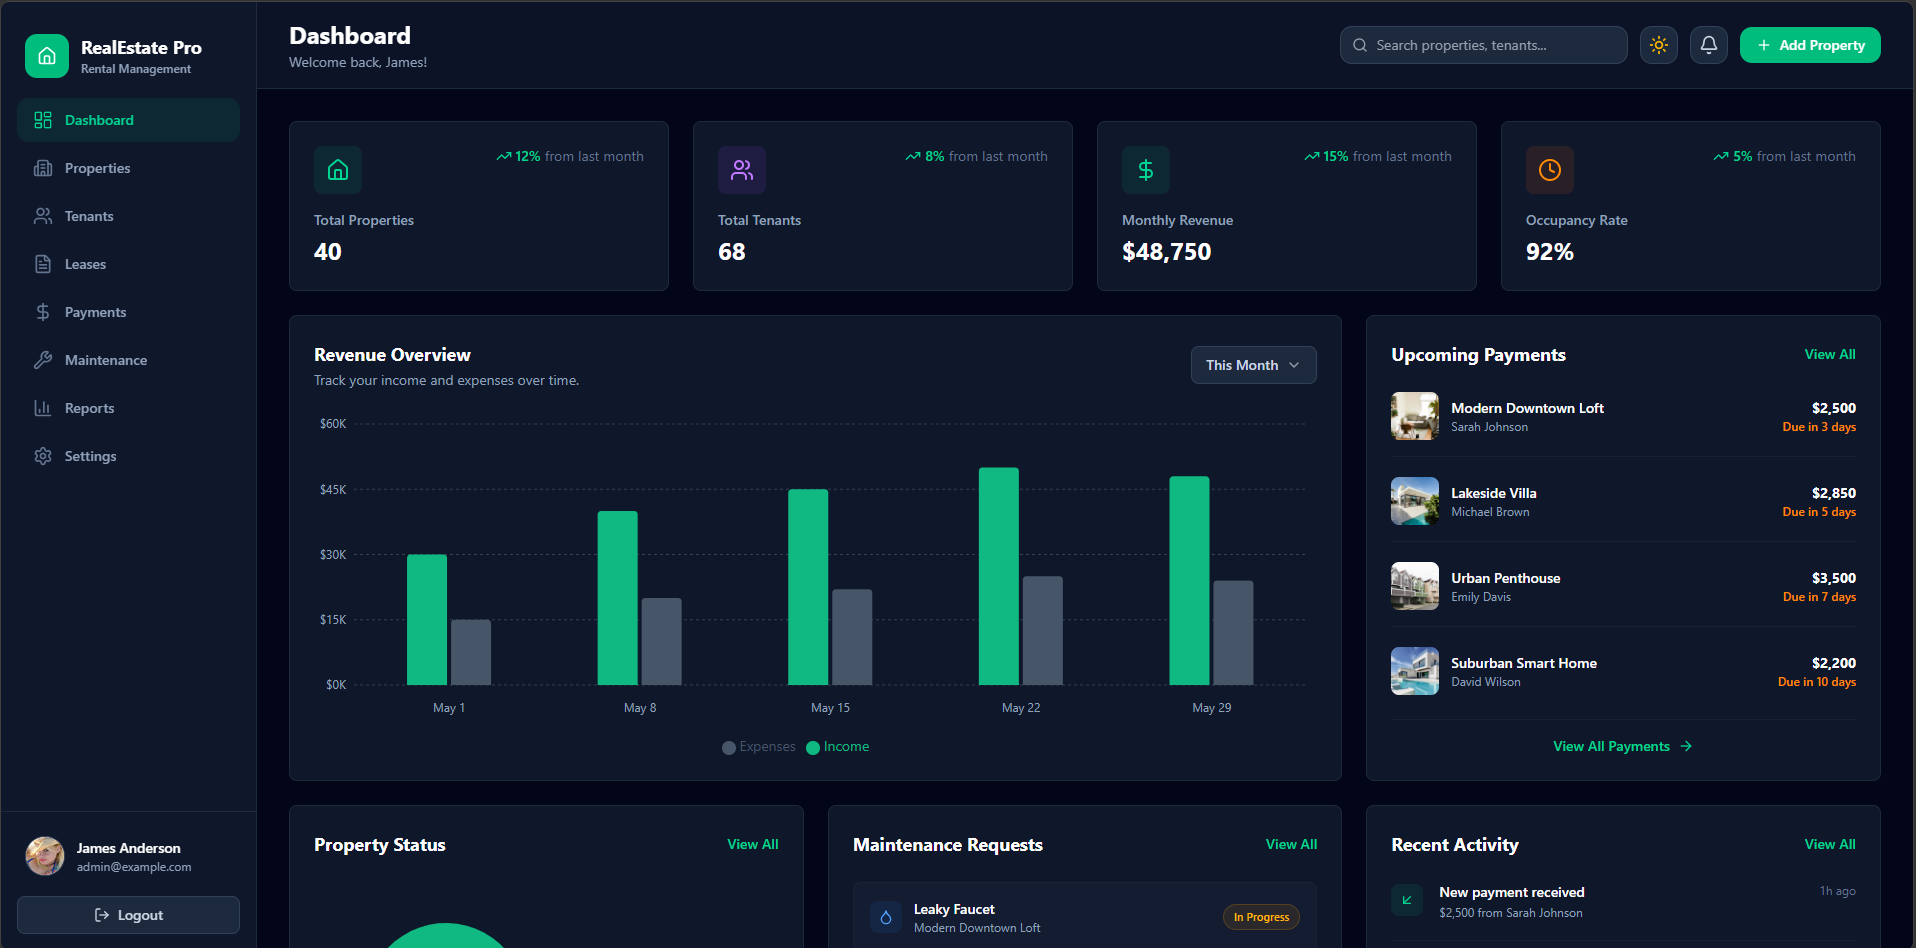 RealEstate Pro
Rental Management
Dashboard
Properties
Tenants
Leases
Payments
Maintenance
Reports
Settings
James Anderson
admin@example.com
Logout
Dashboard
Welcome back, James!
Search properties, tenants...
Add Property
12% from last month
Total Properties
40
8% from last month
Total Tenants
68
15% from last month
Monthly Revenue
$48,750
5% from last month
Occupancy Rate
92%
Revenue Overview
Track your income and expenses over time.
This Month
$60K
$45K
$30K
$15K
$0K
May 1
May 8
May 15
May 22
May 29
Expenses
Income
Upcoming Payments
View All
Modern Downtown Loft
$2,500
Sarah Johnson
Due in 3 days
Lakeside Villa
$2,850
Michael Brown
Due in 5 days
Urban Penthouse
$3,500
Emily Davis
Due in 7 days
Suburban Smart Home
$2,200
David Wilson
Due in 10 days
View All Payments
Property Status
View All
Maintenance Requests
View All
Leaky Faucet
Modern Downtown Loft
In Progress
Recent Activity
View All
New payment received
1h ago
$2,500 from Sarah Johnson